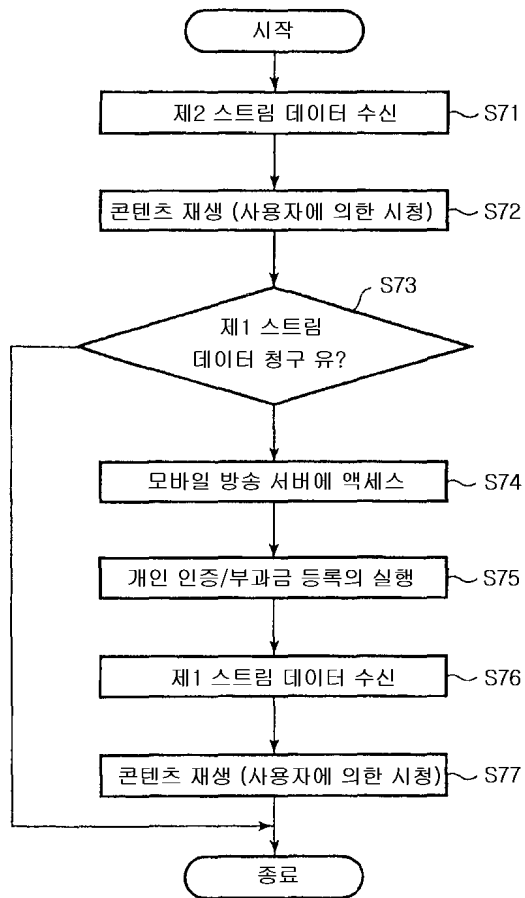 시작
제2 스트림 데이터 수신
S71
콘텐츠 재생 (사용자에 의한 시청)
S72
S73
제1 스트림
데이터 청구 유?
모바일 방송 서버에 액세스
S74
개인 인증/부과금 등록의 실행
S75
제1 스트림 데이터 수신
S76
콘텐츠 재생 (사용자에 의한 시청)
S77
종료